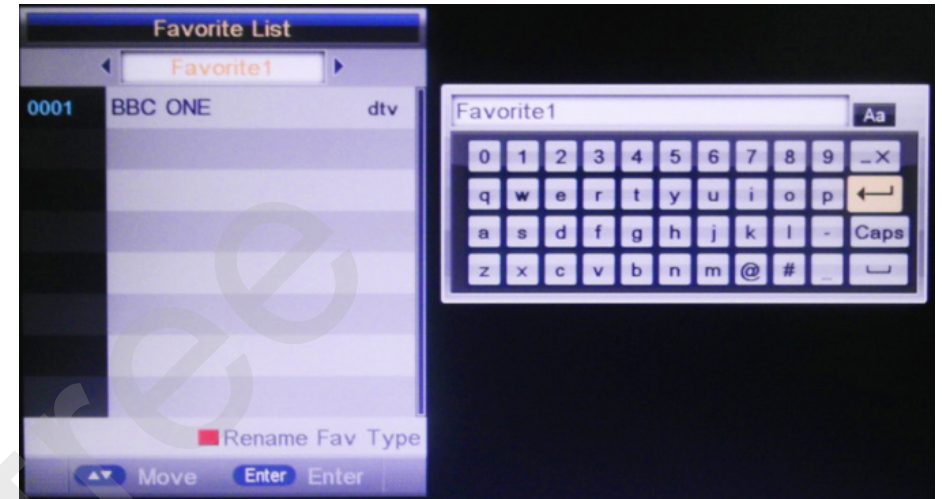 Favorite List
Favorite1
0001 BBC ONE dtv
Rename Fav Type
Move Enter Enter
Favorite1 Aa
0 1 2 3 4 5 6 7 8 9 _X
q w e r t y u i o p
a s d f g h j k l - Caps
z x c v b n m @ # _
ree